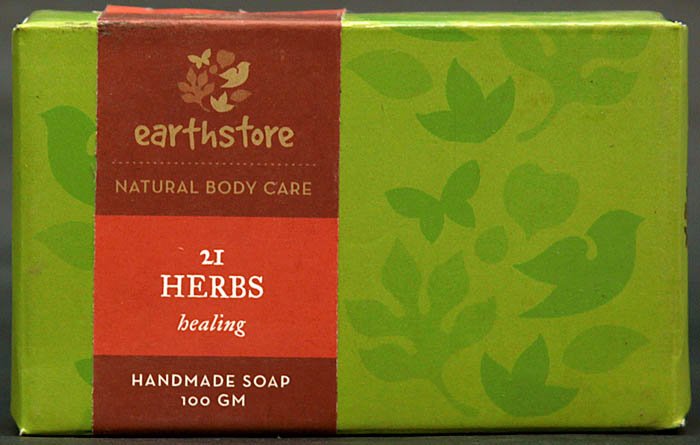 earthstore
NATURAL BODY CARE
21
HERBS
healing
HANDMADE SOAP
100 GM